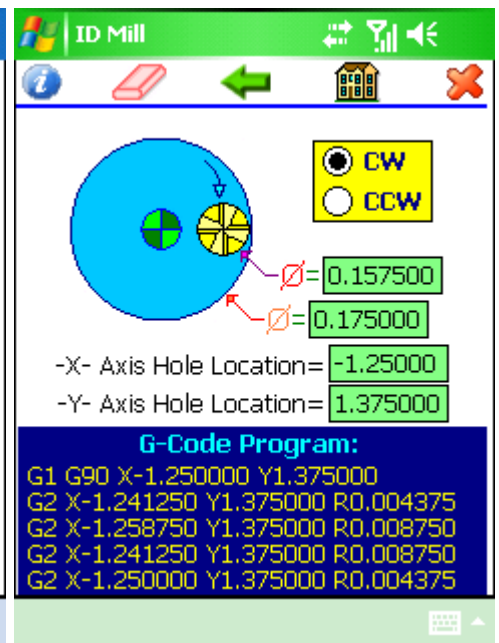 ID Mill
CW
CCW
Ø=0.157500
Ø=0.175000
-X- Axis Hole Location= -1.25000
-Y- Axis Hole Location= 1.375000
G-Code Program:
G1 G90 X-1.250000 Y1.375000
G2 X-1.241250 Y1.375000 R0.004375
G2 X-1.258750 Y1.375000 R0.008750
G2 X-1.241250 Y1.375000 R0.008750
G2 X-1.250000 Y1.375000 R0.004375